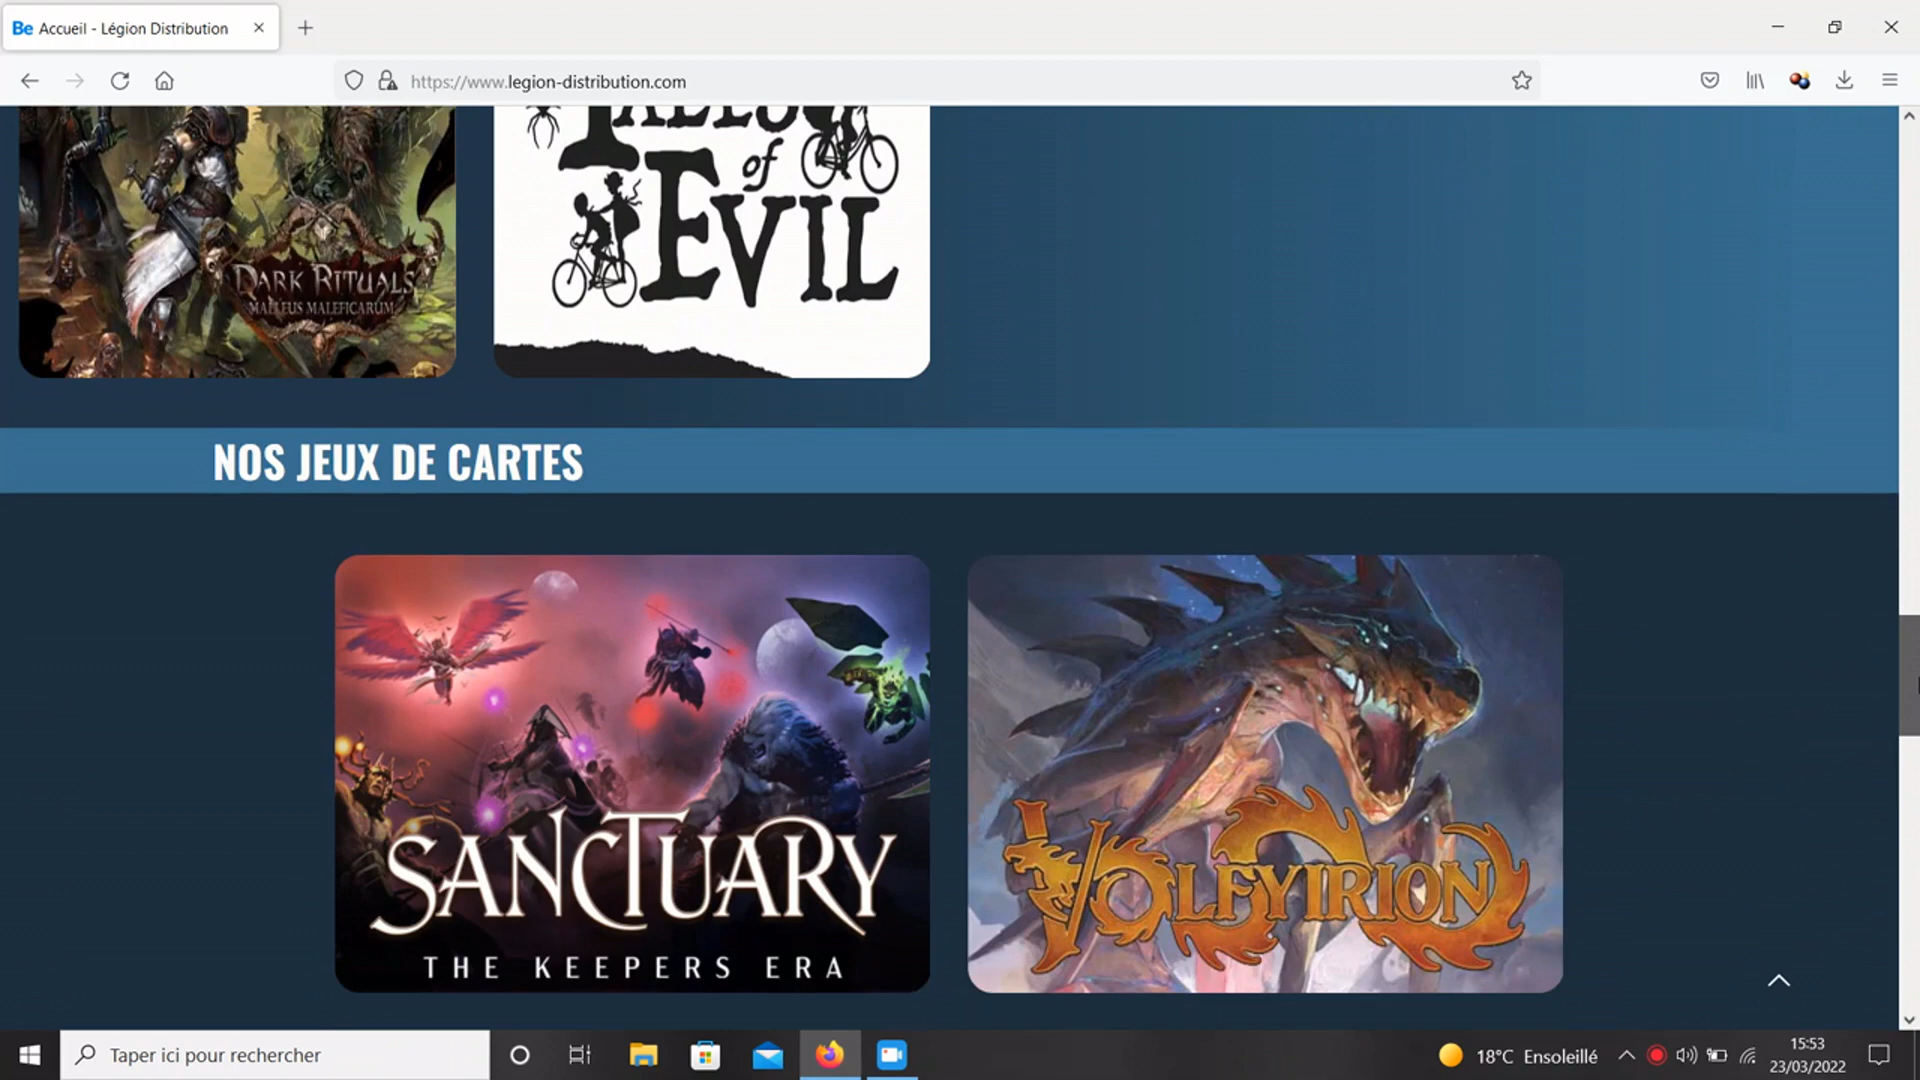 Be Accueil - Légion Distribution
https://www.legion-distribution.com
TALES
of
EVIL
DARK RITUALS
MALLEUS MALEFICARUM
NOS JEUX DE CARTES
SANCTUARY
THE KEEPERS ERA
VOLFYIRION
Taper ici pour rechercher
18°C Ensoleillé
15:53
23/03/2022